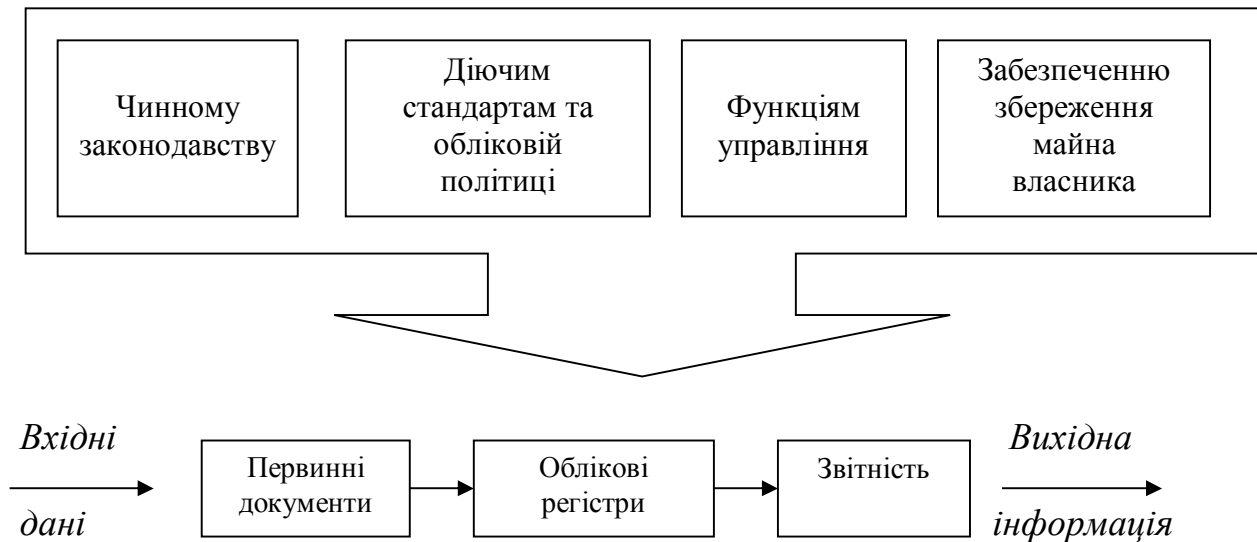 Чинному
законодавству
Діючим
стандартам та
обліковій
політиці
Функціям
управління
Забезпеченню
збереження
майна
власника
Вхідні
дані
Первинні
документи
Облікові
регістри
Звітність
Вихідна
інформація